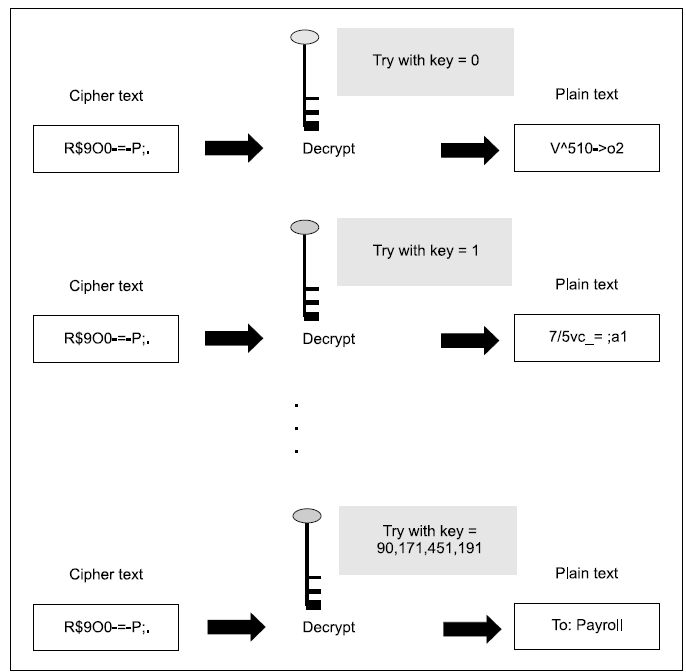 Try with key = 0
Cipher text
Plain text
R$9O0-=-P;.
Decrypt
V^510->o2
Try with key = 1
Cipher text
Plain text
R$9O0-=-P;.
Decrypt
7/5vc_= ;a1
.
.
.
Try with key =
90,171,451,191
Cipher text
Plain text
R$9O0-=-P;.
Decrypt
To: Payroll